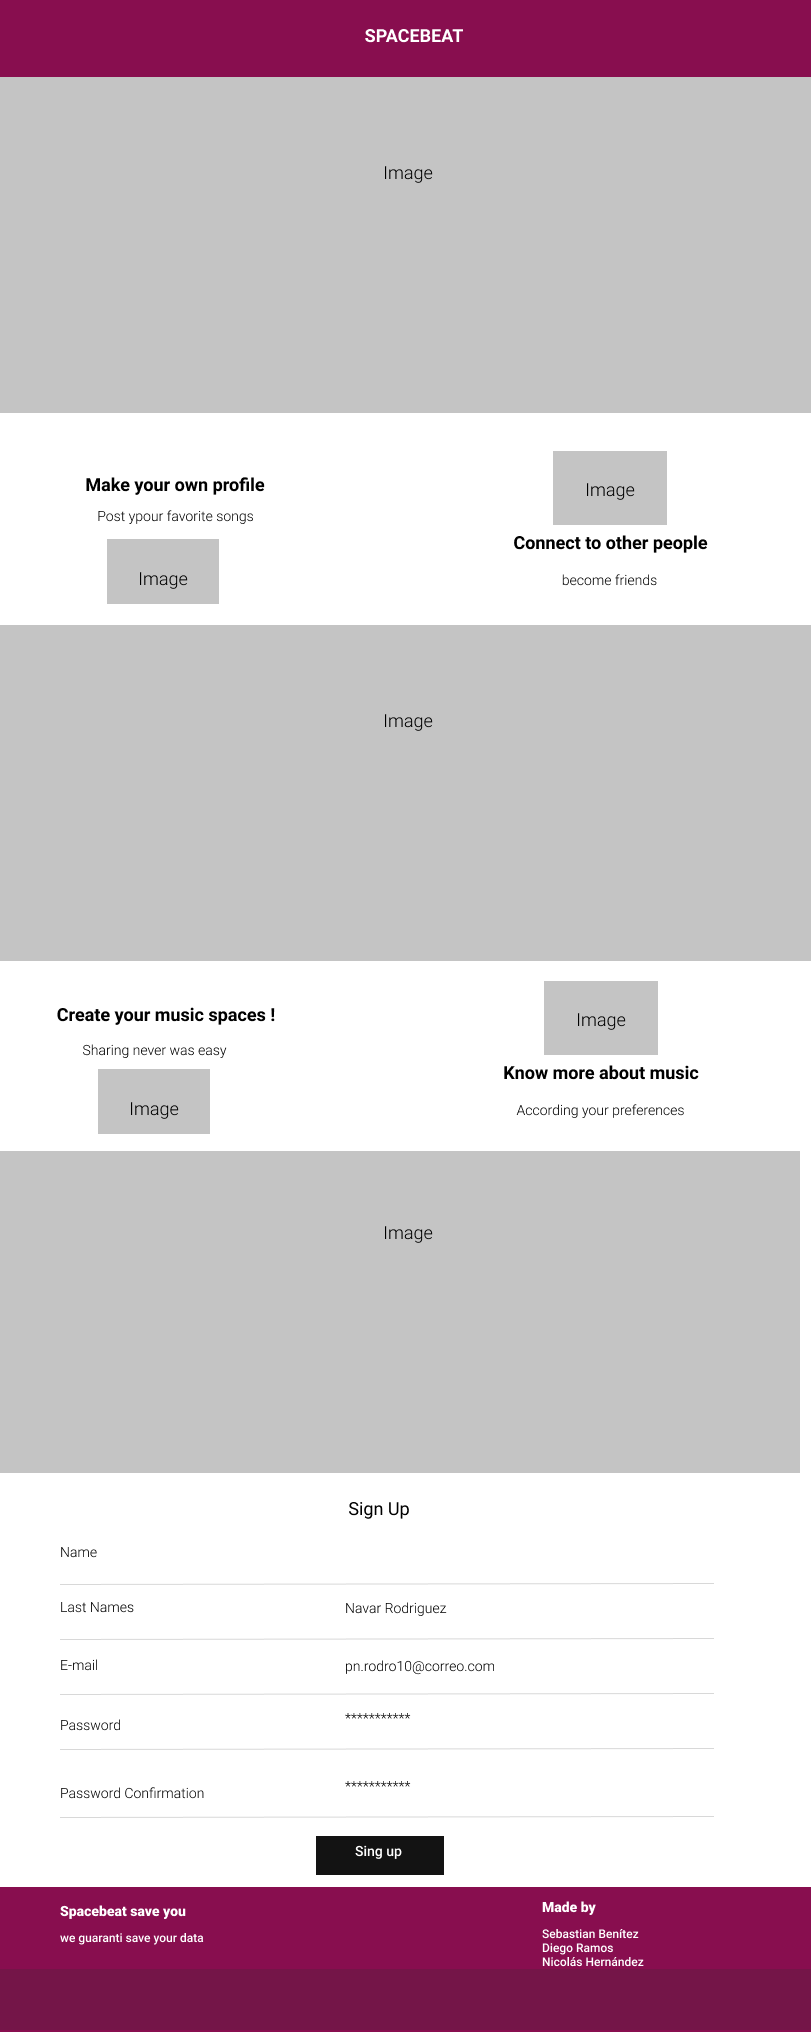 SPACEBEAT
Image
Make your own profile
Post ypour favorite songs
Image
Image
Connect to other people
become friends
Image
Create your music spaces !
Sharing never was easy
Image
Image
Know more about music
According your preferences
Image
Sign Up
Name
Last Names
Navar Rodriguez
E-mail
pn.rodro10@correo.com
Password
***********
Password Confirmation
***********
Sing up
Spacebeat save you
we guaranti save your data
Made by
Sebastian Benítez
Diego Ramos
Nicolás Hernández